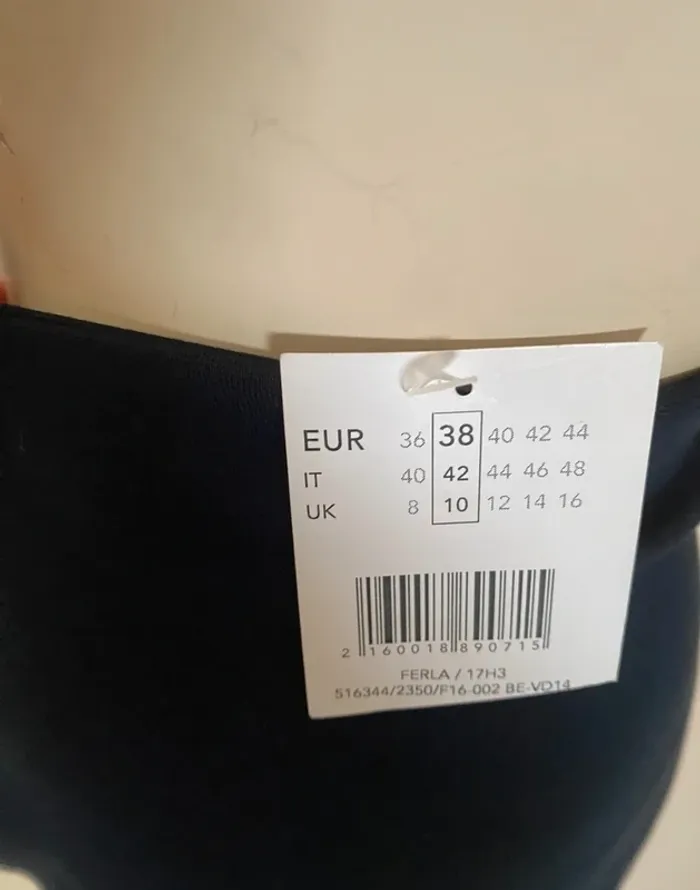 EUR 36 38 40 42 44
IT 40 42 44 46 48
UK 8 10 12 14 16
2 160018 890715
FERLA / 17H3
516344/2350/F16-002 BE-VD14